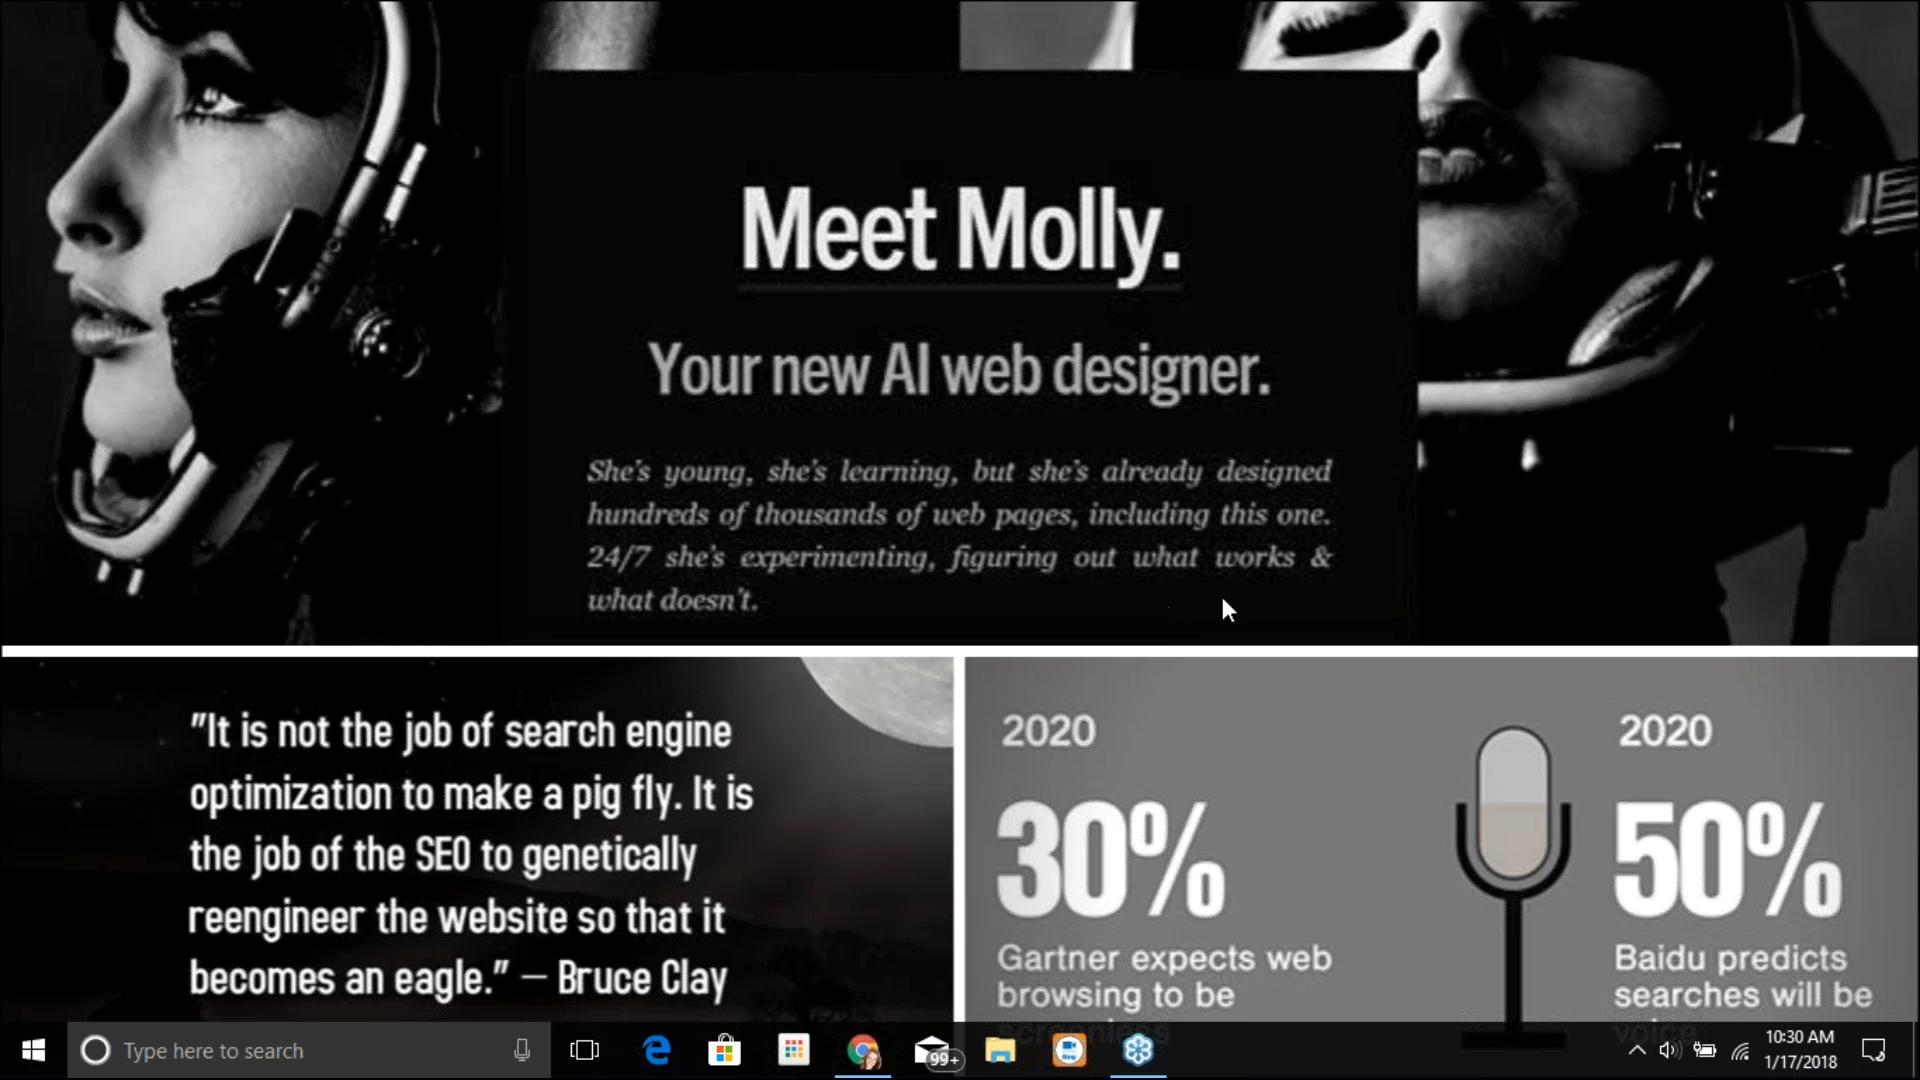 Meet Molly.
Your new AI web designer.
She's young, she's learning, but she's already designed
hundreds of thousands of web pages, including this one.
24/7 she's experimenting, figuring out what works &
what doesn't.
"It is not the job of search engine
optimization to make a pig fly. It is
the job of the SEO to genetically
reengineer the website so that it
becomes an eagle." – Bruce Clay
2020
30%
Gartner expects web
browsing to be
screenless
2020
50%
Baidu predicts
searches will be
voice
Type here to search
99+
10:30 AM
1/17/2018